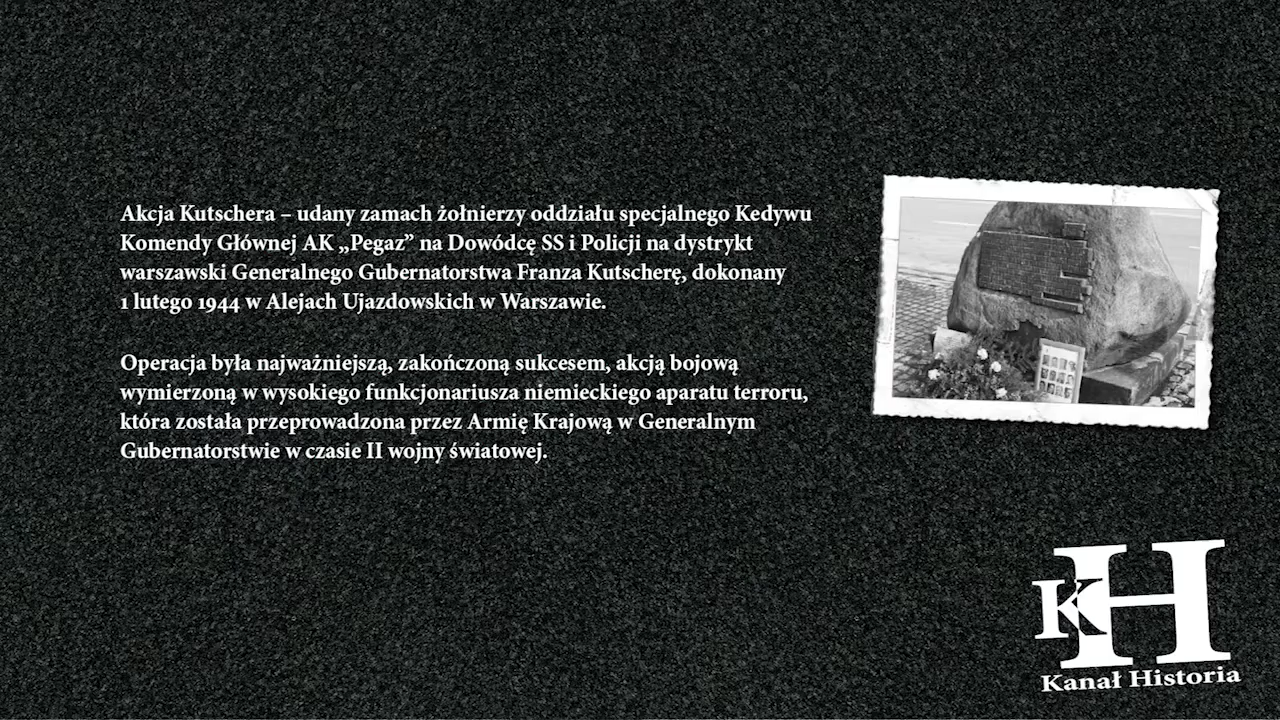 Akcja Kutschera – udany zamach żołnierzy oddziału specjalnego Kedywu
Komendy Głównej AK „Pegaz” na Dowódcę SS i Policji na dystrykt
warszawski Generalnego Gubernatorstwa Franza Kutscherę, dokonany
1 lutego 1944 w Alejach Ujazdowskich w Warszawie.
Operacja była najważniejszą, zakończoną sukcesem, akcją bojową
wymierzoną w wysokiego funkcjonariusza niemieckiego aparatu terroru,
która została przeprowadzona przez Armię Krajową w Generalnym
Gubernatorstwie w czasie II wojny światowej.
KH
Kanał Historia